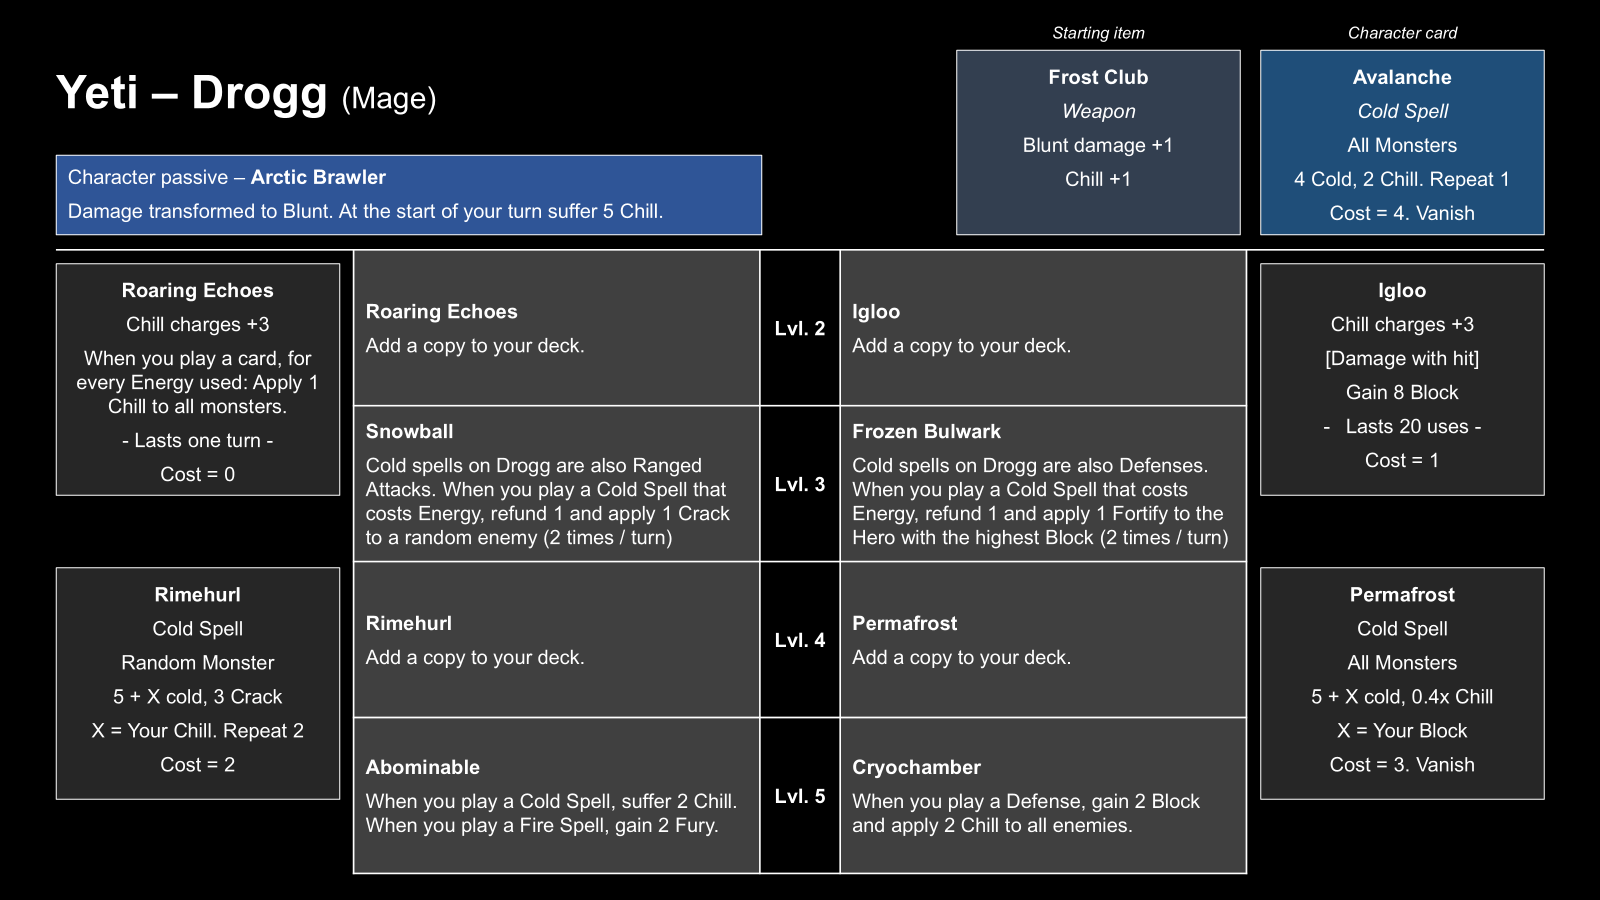 Starting item
Character card
Yeti – Drogg (Mage)
Frost Club
Weapon
Blunt damage +1
Chill +1
Avalanche
Cold Spell
All Monsters
4 Cold, 2 Chill. Repeat 1
Cost = 4. Vanish
Character passive – Arctic Brawler
Damage transformed to Blunt. At the start of your turn suffer 5 Chill.
Roaring Echoes
Chill charges +3
When you play a card, for
every Energy used: Apply 1
Chill to all monsters.
- Lasts one turn -
Cost = 0
Roaring Echoes
Add a copy to your deck.
Lvl. 2
Igloo
Add a copy to your deck.
Igloo
Chill charges +3
[Damage with hit]
Gain 8 Block
- Lasts 20 uses -
Cost = 1
Snowball
Cold spells on Drogg are also Ranged
Attacks. When you play a Cold Spell that
costs Energy, refund 1 and apply 1 Crack
to a random enemy (2 times / turn)
Lvl. 3
Frozen Bulwark
Cold spells on Drogg are also Defenses.
When you play a Cold Spell that costs
Energy, refund 1 and apply 1 Fortify to the
Hero with the highest Block (2 times / turn)
Rimehurl
Cold Spell
Random Monster
5 + X cold, 3 Crack
X = Your Chill. Repeat 2
Cost = 2
Rimehurl
Add a copy to your deck.
Lvl. 4
Permafrost
Add a copy to your deck.
Permafrost
Cold Spell
All Monsters
5 + X cold, 0.4x Chill
X = Your Block
Cost = 3. Vanish
Abominable
When you play a Cold Spell, suffer 2 Chill.
When you play a Fire Spell, gain 2 Fury.
Lvl. 5
Cryochamber
When you play a Defense, gain 2 Block
and apply 2 Chill to all enemies.